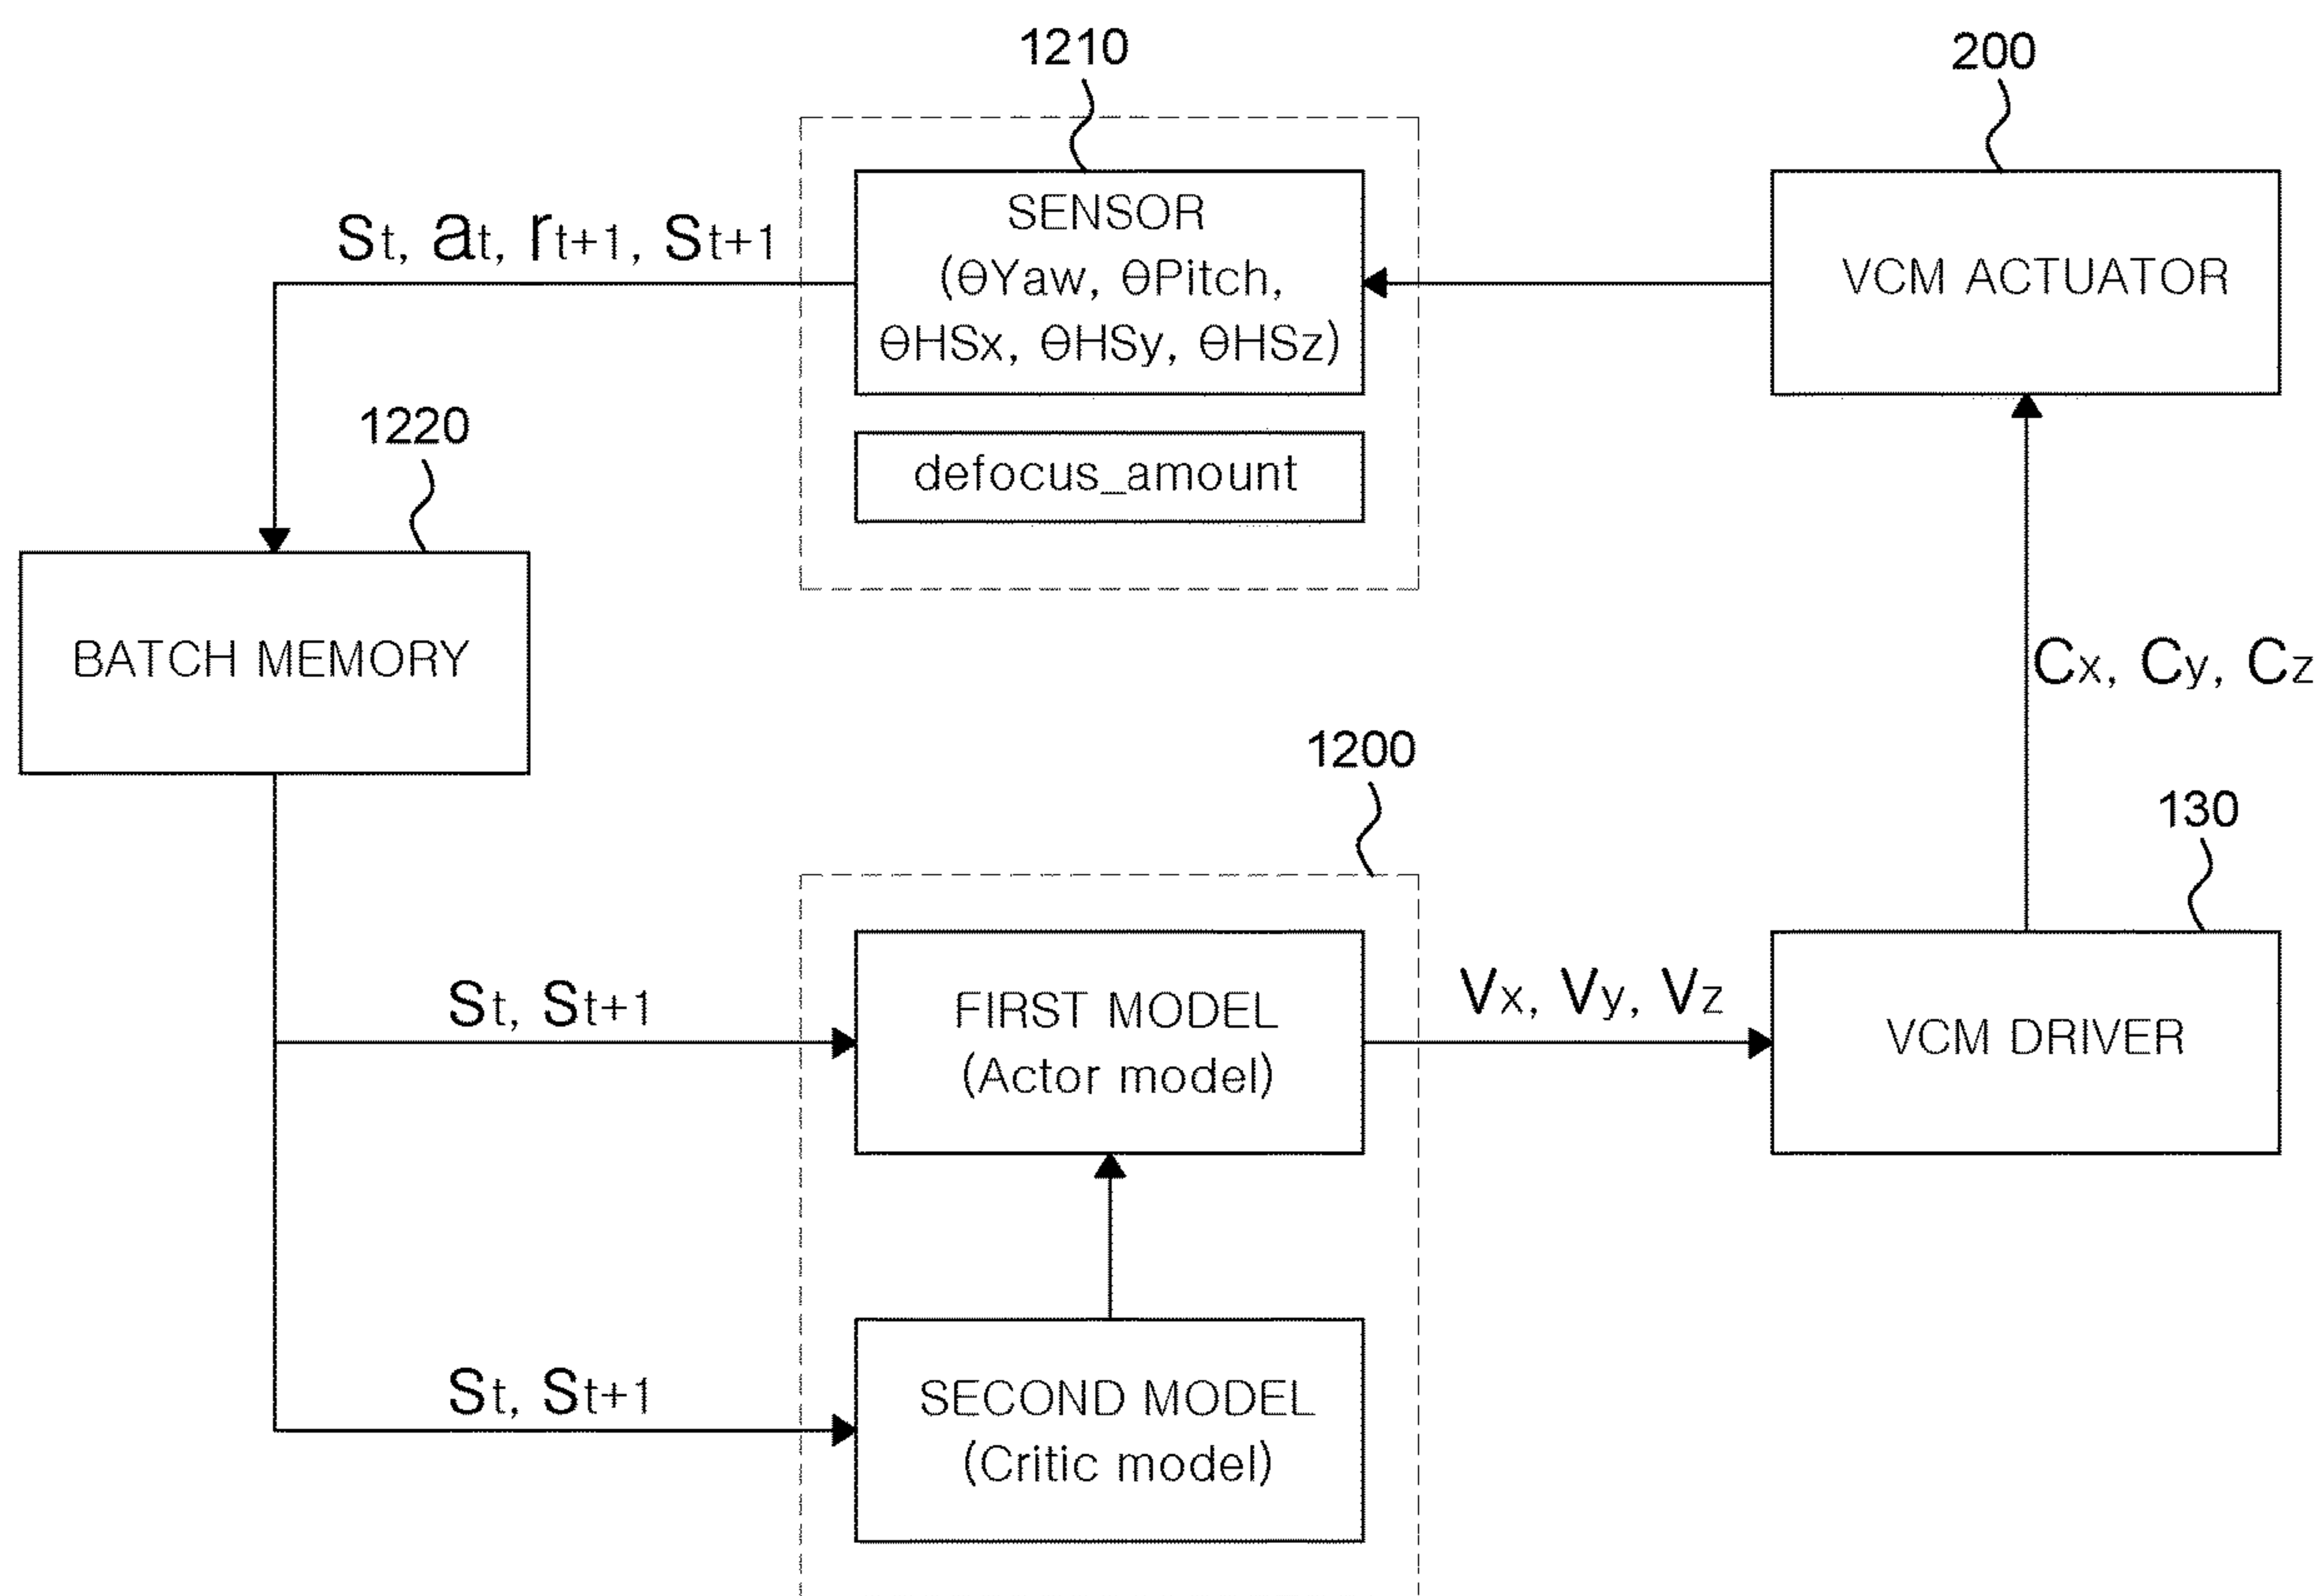 1210
200
SENSOR
(θYaw, θPitch,
θHSx, θHSy, θHSz)
VCM ACTUATOR
St, at, rt+1, St+1
defocus_amount
1220
BATCH MEMORY
Cx, Cy, Cz
1200
130
St, St+1
FIRST MODEL
(Actor model)
Vx, Vy, Vz
VCM DRIVER
St, St+1
SECOND MODEL
(Critic model)